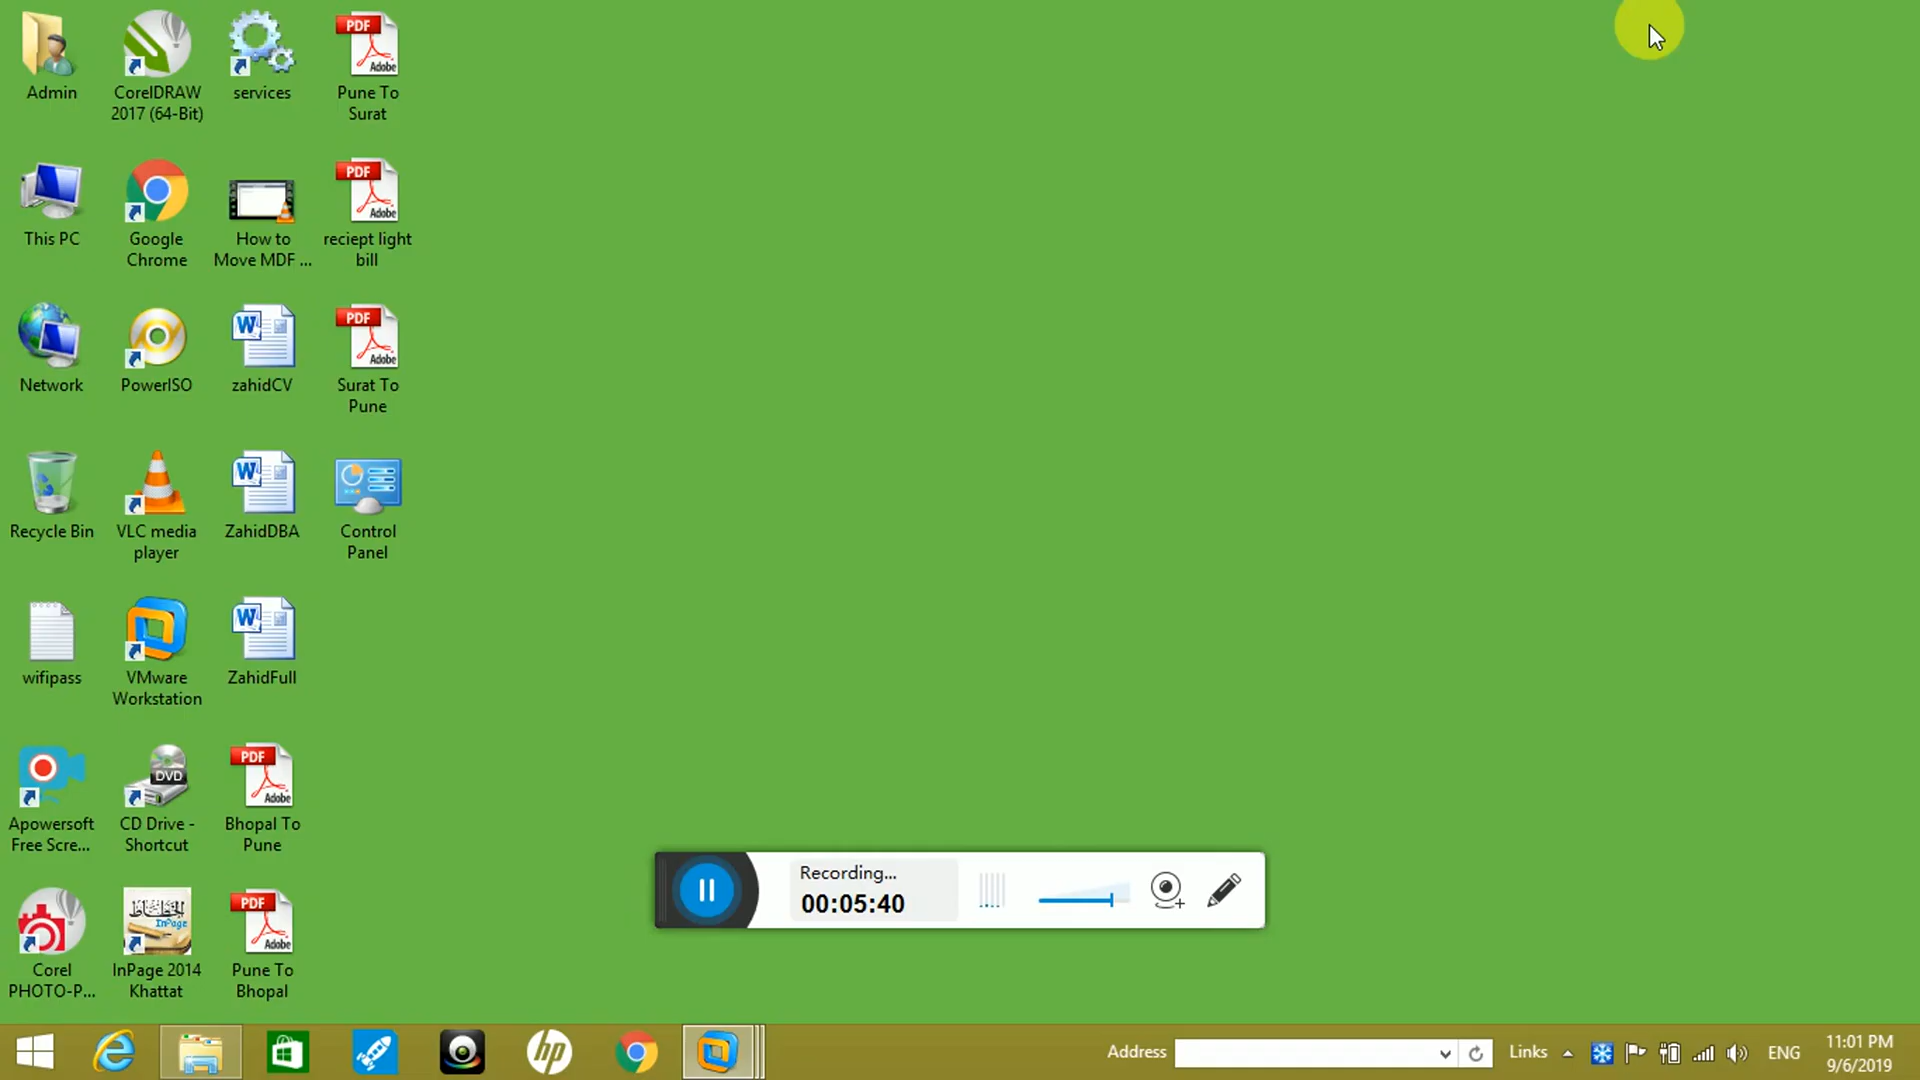 Admin
CorelDRAW
2017 (64-Bit)
services
PDF
Adobe
Pune To
Surat
This PC
Google
Chrome
How to
Move MDF ...
PDF
Adobe
reciept light
bill
Network
PowerISO
W
zahidCV
PDF
Adobe
Surat To
Pune
Recycle Bin
VLC media
player
W
ZahidDBA
Control
Panel
wifipass
VMware
Workstation
W
ZahidFull
Apowersoft
Free Scre...
DVD
CD Drive -
Shortcut
PDF
Adobe
Bhopal To
Pune
Corel
PHOTO-P...
InPage
InPage 2014
Khattat
PDF
Adobe
Pune To
Bhopal
Recording...
00:05:40
hp
Address
Links
ENG
11:01 PM
9/6/2019